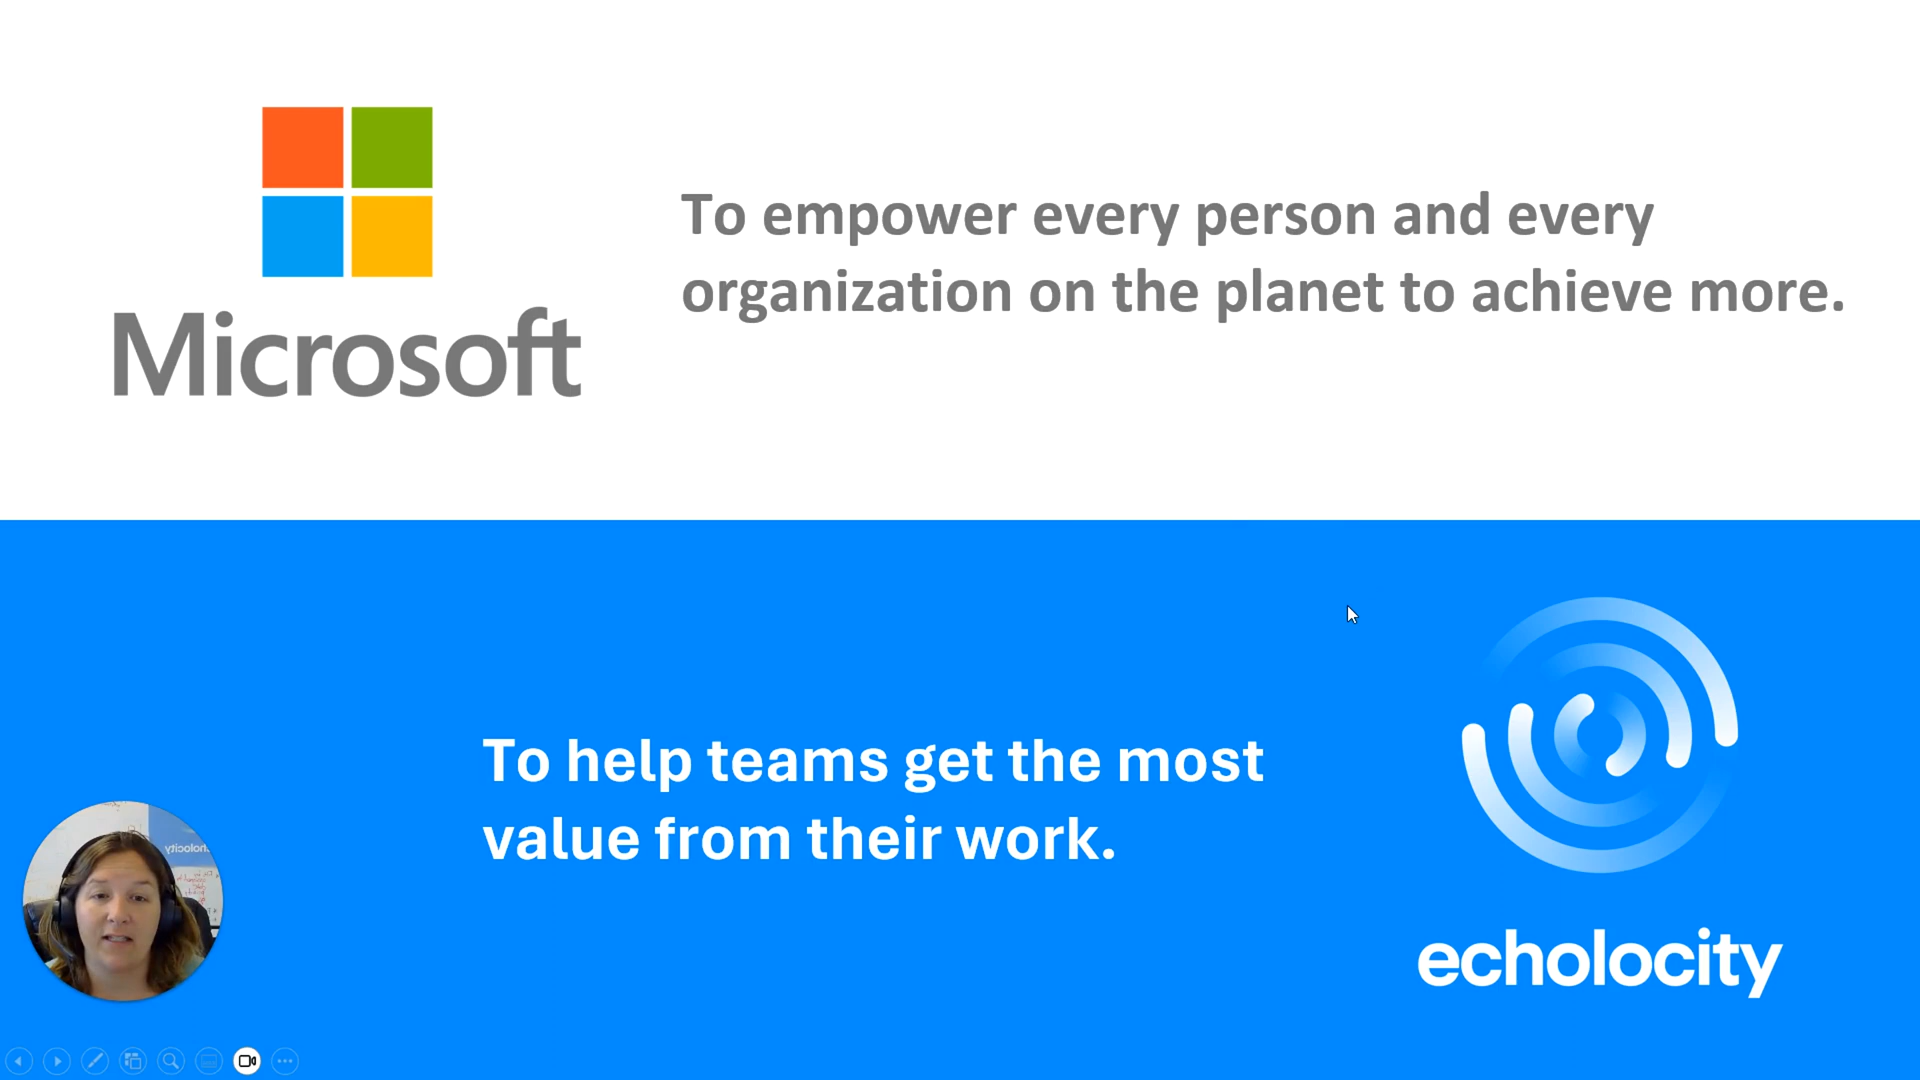 Microsoft
To empower every person and every
organization on the planet to achieve more.
To help teams get the most
value from their work.
echolocity